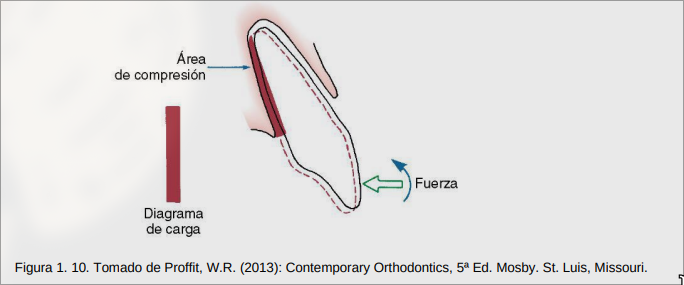 Área
de compresión
Fuerza
Diagrama
de carga
Figura 1. 10. Tomado de Proffit, W.R. (2013): Contemporary Orthodontics, 5ª Ed. Mosby. St. Luis, Missouri.